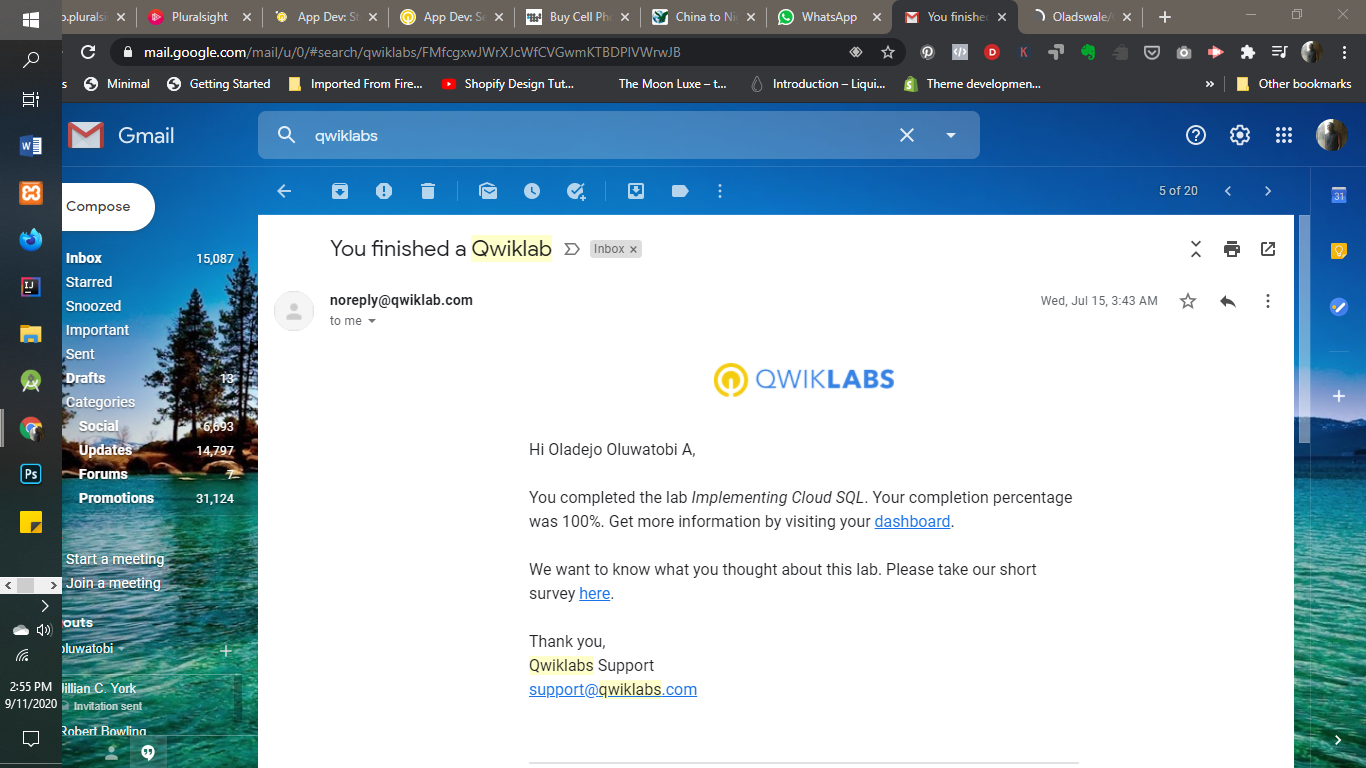 o.pluralsi
Pluralsight
App Dev: St
App Dev: Se
Buy Cell Ph
China to Ni
WhatsApp
You finishe
Oladswale/
mail.google.com/mail/u/0/#search/qwiklabs/FMfcgxwJWrXJcWfCVGwmKTBDPlVWrwJB
s
Minimal
Getting Started
Imported From Fire...
Shopify Design Tut...
The Moon Luxe – t...
Introduction – Liqui...
Theme developmen...
»
Other bookmarks
Gmail
qwiklabs
Compose
5 of 20
Inbox 15,087
Starred
Snoozed
Important
Sent
Drafts 13
Categories
Social 6,693
Updates 14,797
Forums 7
Promotions 31,124
Start a meeting
Join a meeting
outs
oluwatobi
Jillian C. York
Invitation sent
Robert Bowling
You finished a Qwiklab
Inbox ×
noreply@qwiklab.com
Wed, Jul 15, 3:43 AM
to me
QWIKLABS
Hi Oladejo Oluwatobi A,
You completed the lab Implementing Cloud SQL. Your completion percentage
was 100%. Get more information by visiting your dashboard.
We want to know what you thought about this lab. Please take our short
survey here.
Thank you,
Qwiklabs Support
support@qwiklabs.com
31
W
IJ
Ps
2:55 PM
9/11/2020